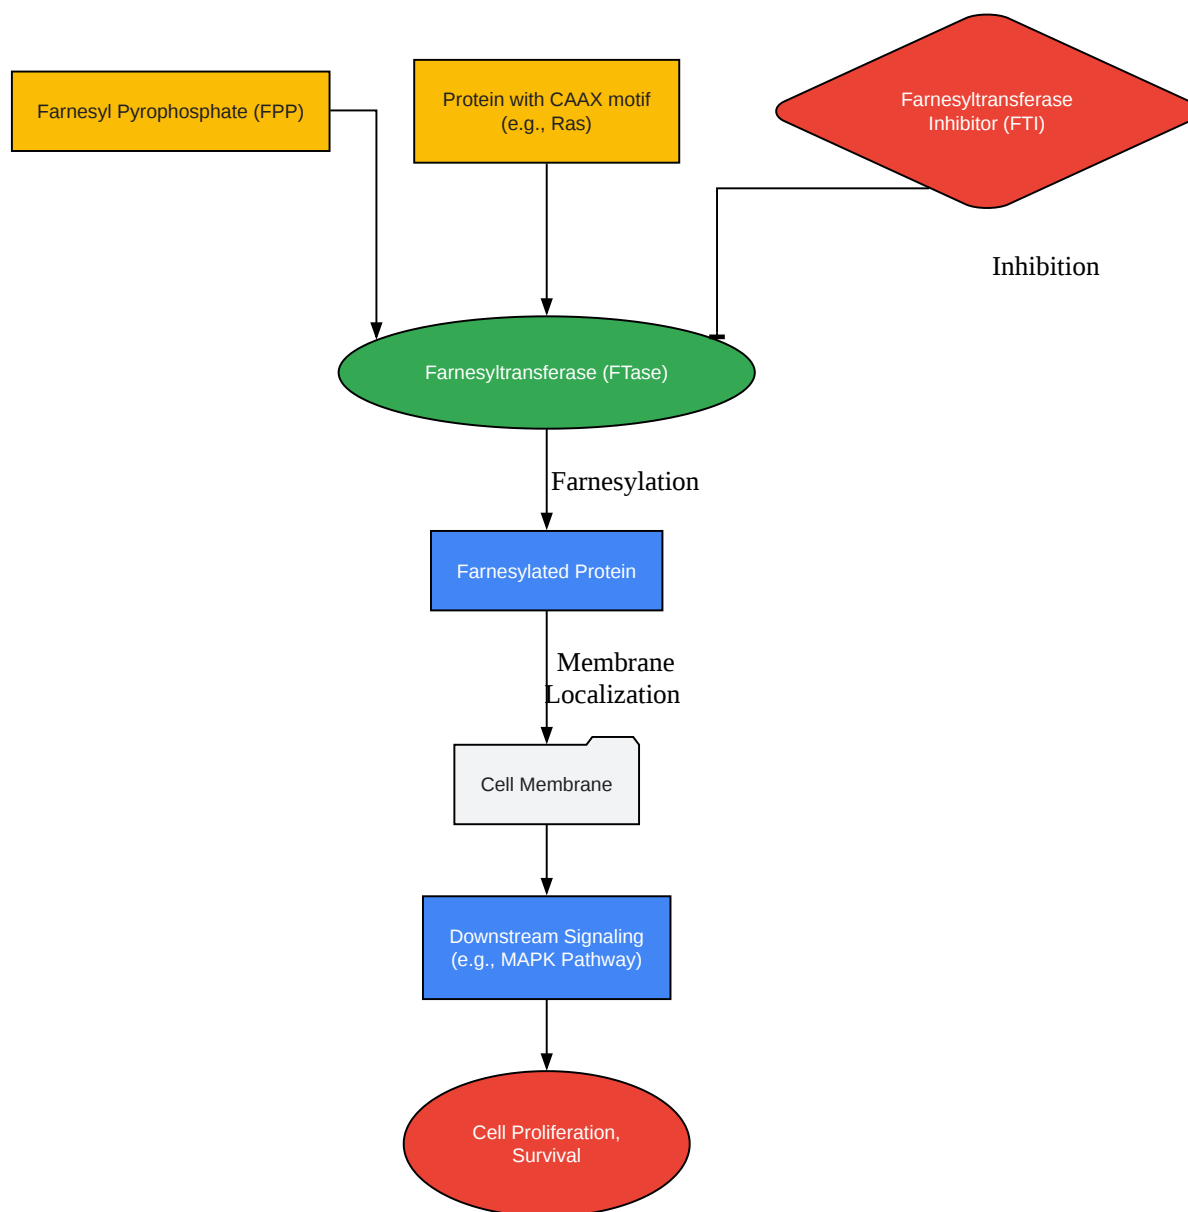 Farnesyl Pyrophosphate (FPP)
Protein with CAAX motif
(e.g., Ras)
Farnesyltransferase
Inhibitor (FTI)
Inhibition
Farnesyltransferase (FTase)
Farnesylation
Farnesylated Protein
Membrane
Localization
Cell Membrane
Downstream Signaling
(e.g., MAPK Pathway)
Cell Proliferation,
Survival